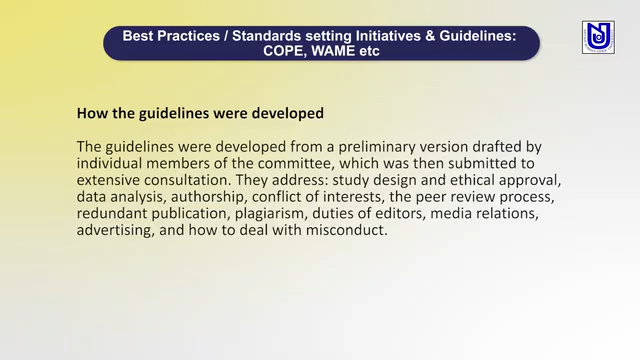 Best Practices / Standards setting Initiatives & Guidelines:
COPE, WAME etc
How the guidelines were developed
The guidelines were developed from a preliminary version drafted by
individual members of the committee, which was then submitted to
extensive consultation. They address: study design and ethical approval,
data analysis, authorship, conflict of interests, the peer review process,
redundant publication, plagiarism, duties of editors, media relations,
advertising, and how to deal with misconduct.